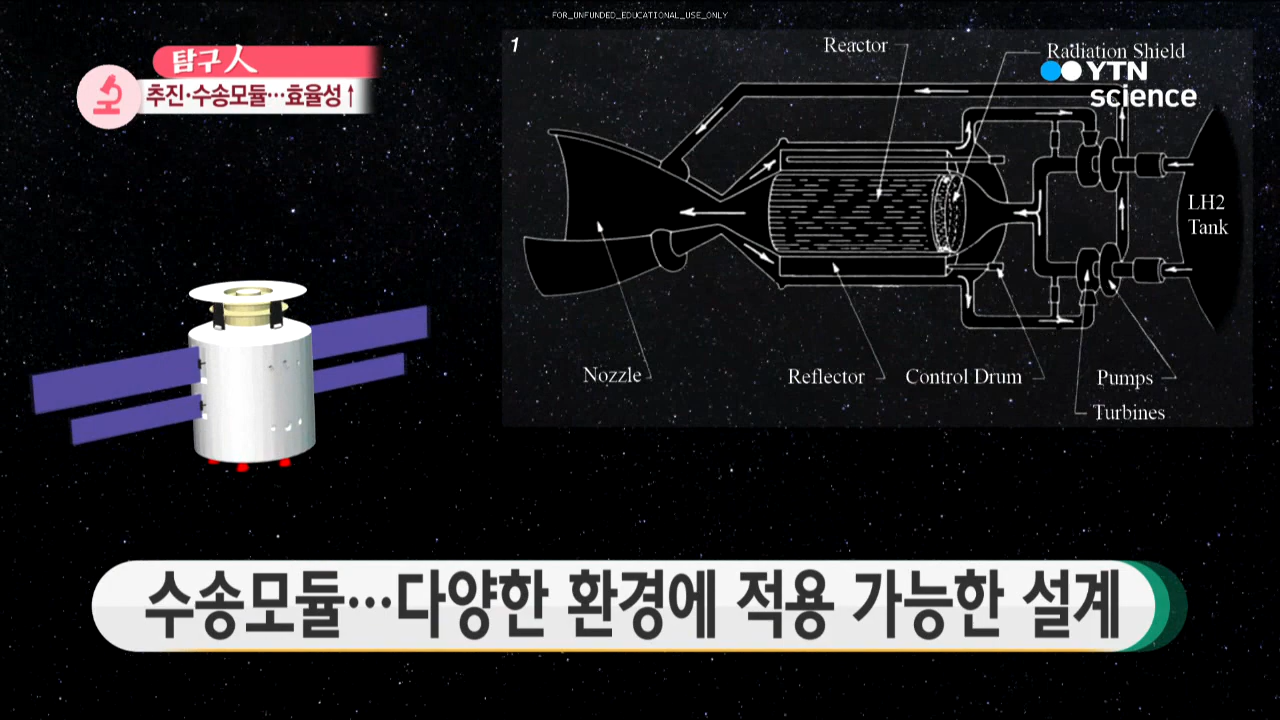 FOR_UNFUNDED_EDUCATIONAL_USE_ONLY
탐구人
추진·수송모듈…효율성↑
1
Reactor
Radiation Shield
YTN
science
LH2
Tank
Nozzle
Reflector
Control Drum
Pumps
Turbines
수송모듈…다양한 환경에 적용 가능한 설계